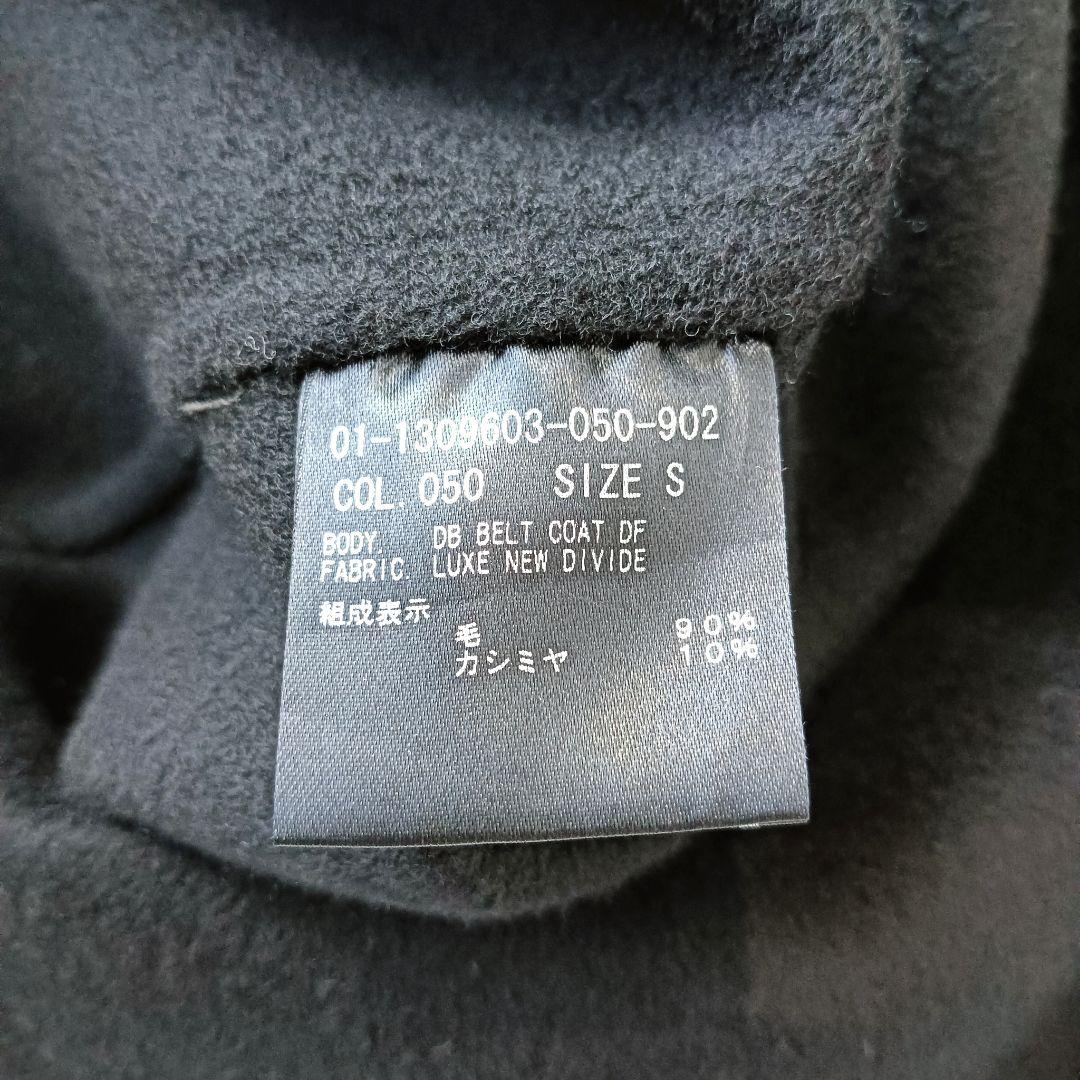 01-1309603-050-902
COL. 050 SIZE S
BODY. DB BELT COAT DF
FABRIC. LUXE NEW DIVIDE
組成表示
毛 90%
カシミヤ 10%